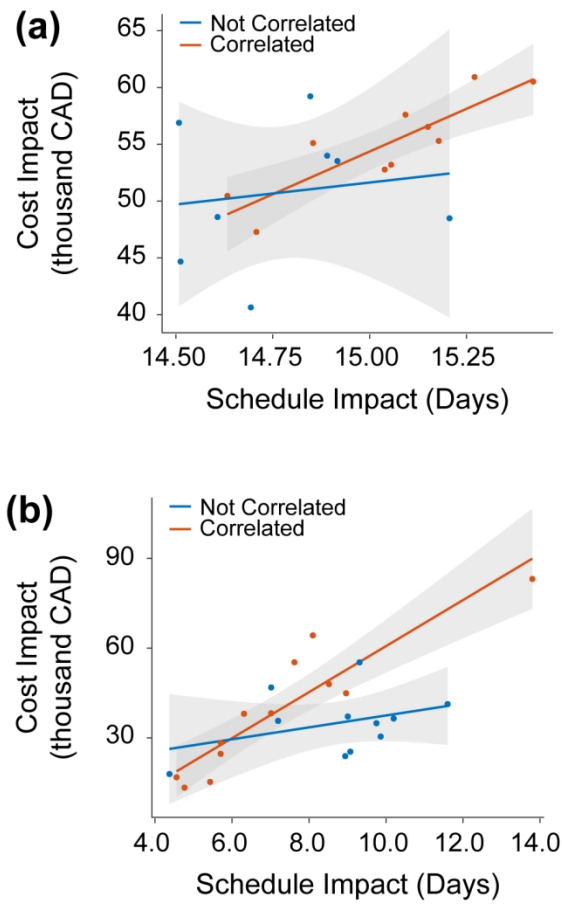 (a)
Not Correlated
Correlated
65
60
55
50
45
40
Cost Impact
(thousand CAD)
14.50 14.75 15.00 15.25
Schedule Impact (Days)
(b)
Not Correlated
Correlated
90
60
30
Cost Impact
(thousand CAD)
4.0 6.0 8.0 10.0 12.0 14.0
Schedule Impact (Days)